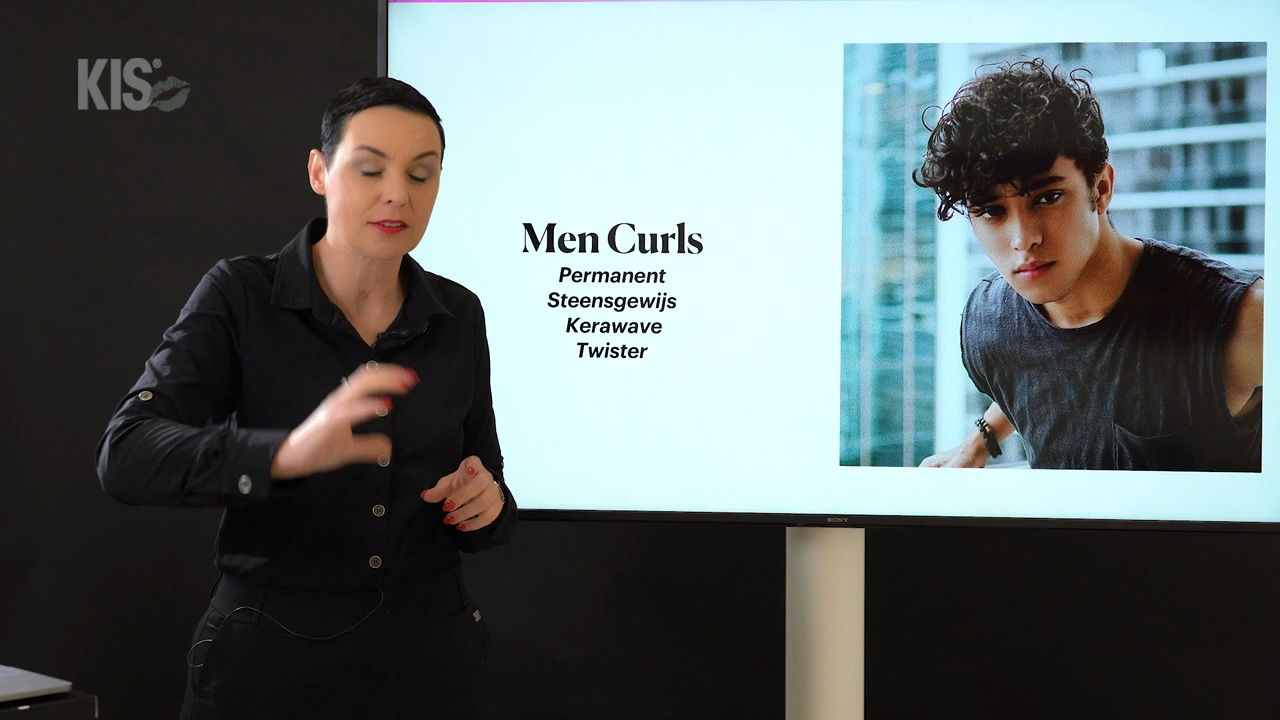 KIS
Men Curls
Permanent
Steensgewijs
Kerawave
Twister
SONY